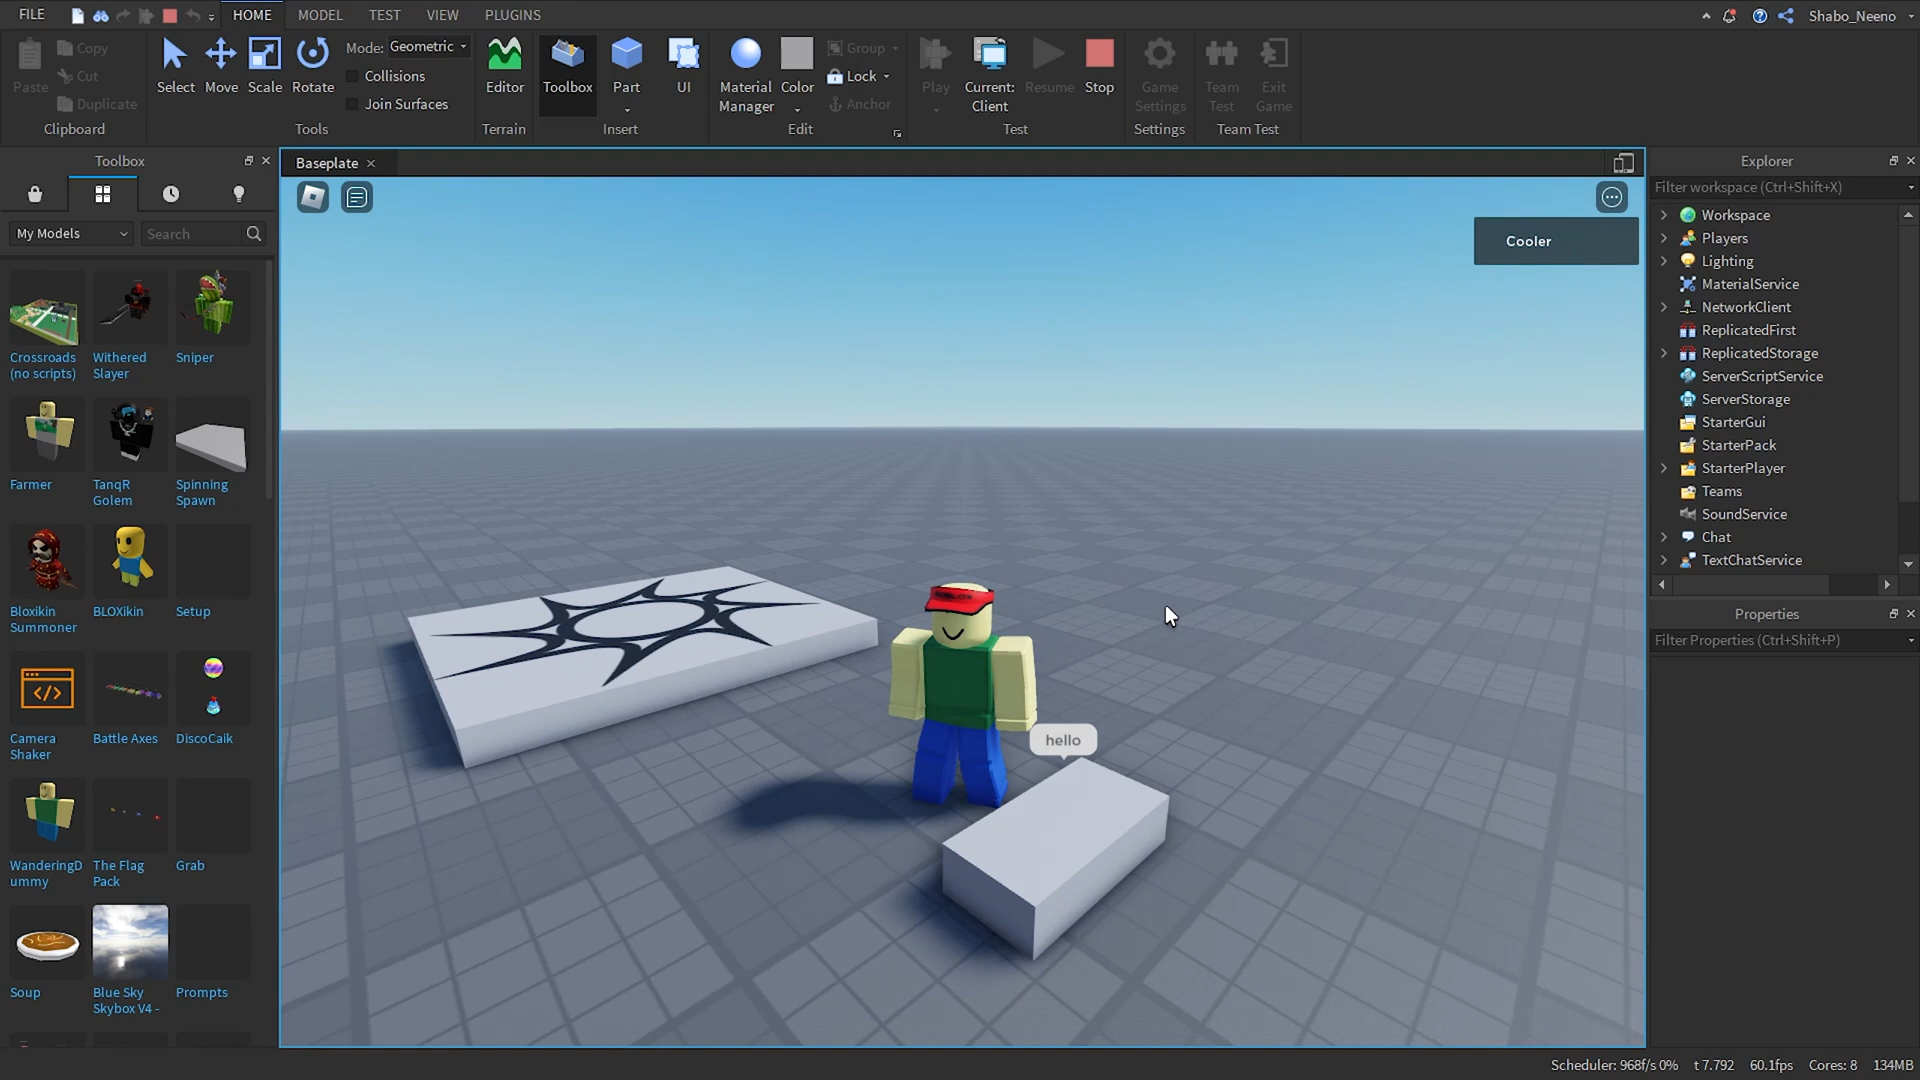 FILE HOME MODEL TEST VIEW PLUGINS Shabo_Neeno
Paste Copy Cut Duplicate
Clipboard
Select Move Scale Rotate
Mode: Geometric
Collisions
Join Surfaces
Tools
Editor
Terrain
Toolbox Part UI
Insert
Material Manager Color Group Lock Anchor
Edit
Play Current: Client Resume Stop
Test
Game Settings
Settings
Team Test Exit Game
Team Test
Toolbox
My Models Search
Crossroads (no scripts)
Withered Slayer
Sniper
Farmer
TanqR Golem
Spinning Spawn
Bloxikin Summoner
BLOXikin
Setup
Camera Shaker
Battle Axes
DiscoCaik
WanderingD ummy
The Flag Pack
Grab
Soup
Blue Sky Skybox V4 -
Prompts
Baseplate
Cooler
ROBLOX
hello
Explorer
Filter workspace (Ctrl+Shift+X)
Workspace
Players
Lighting
MaterialService
NetworkClient
ReplicatedFirst
ReplicatedStorage
ServerScriptService
ServerStorage
StarterGui
StarterPack
StarterPlayer
Teams
SoundService
Chat
TextChatService
Properties
Filter Properties (Ctrl+Shift+P)
Scheduler: 968f/s 0% t 7.792 60.1fps Cores: 8 134MB